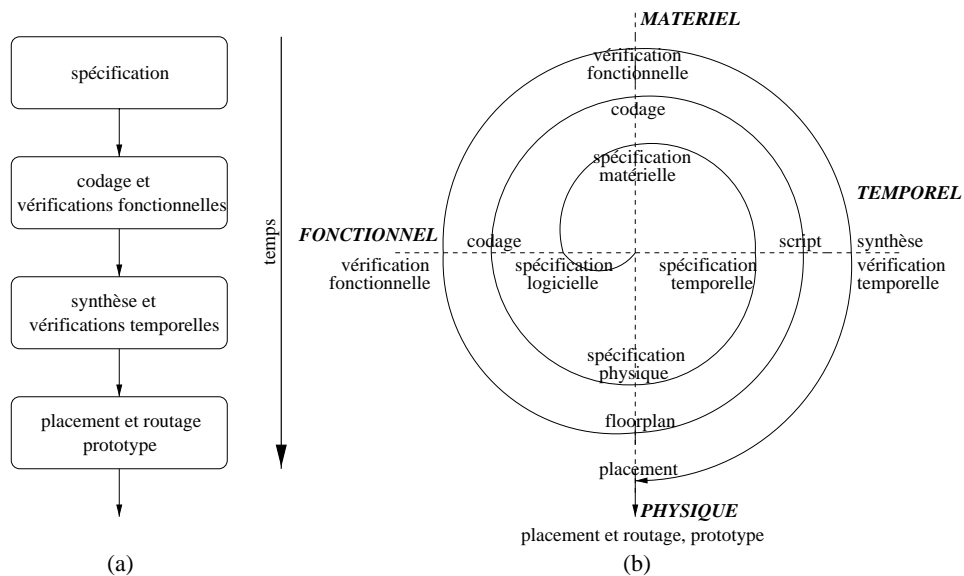 spécification
codage et
vérifications fonctionnelles
synthèse et
vérifications temporelles
placement et routage
prototype
temps
(a)
MATERIEL
vérification
fonctionnelle
codage
spécification
matérielle
TEMPOREL
FONCTIONNEL
codage
script
synthèse
vérification
fonctionnelle
spécification
logicielle
spécification
temporelle
vérification
temporelle
spécification
physique
floorplan
placement
PHYSIQUE
placement et routage, prototype
(b)